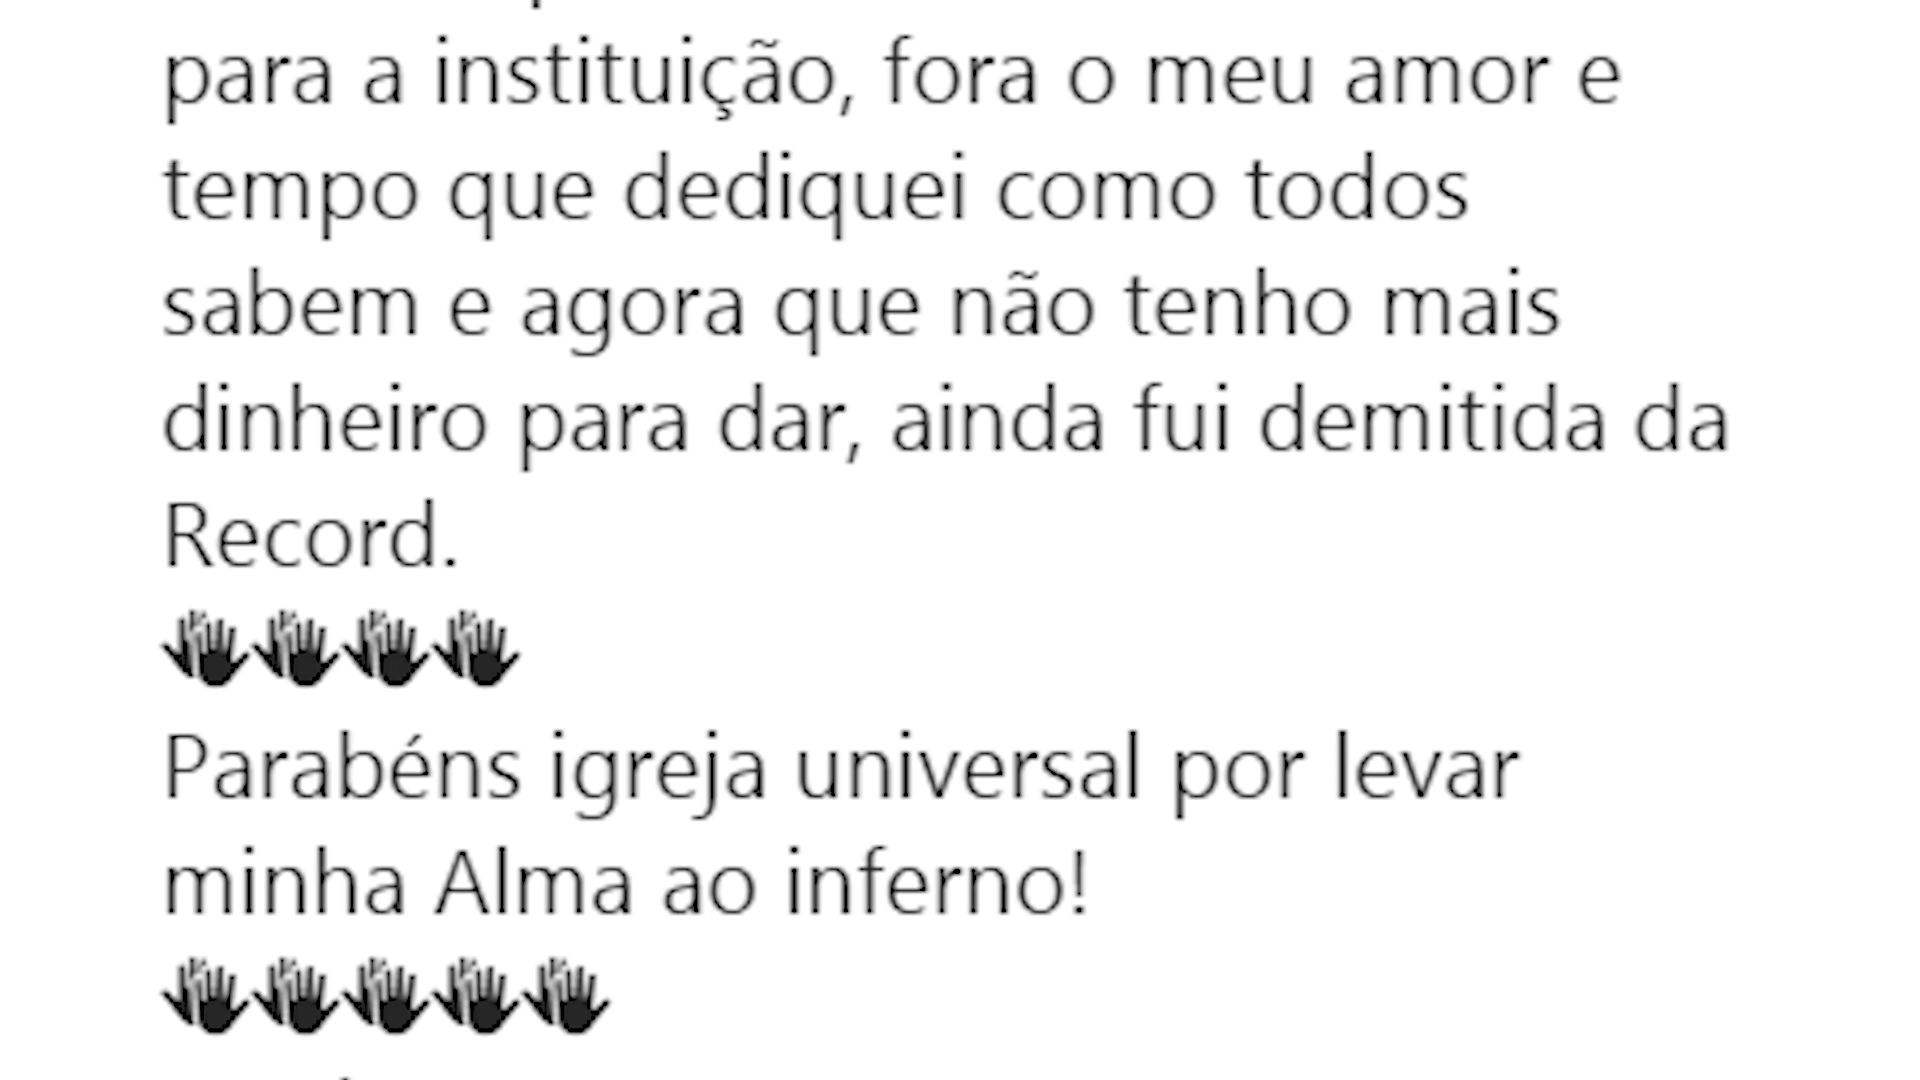 para a instituição, fora o meu amor e
tempo que dediquei como todos
sabem e agora que não tenho mais
dinheiro para dar, ainda fui demitida da
Record.
👏👏👏👏
Parabéns igreja universal por levar
minha Alma ao inferno!
👏👏👏👏👏